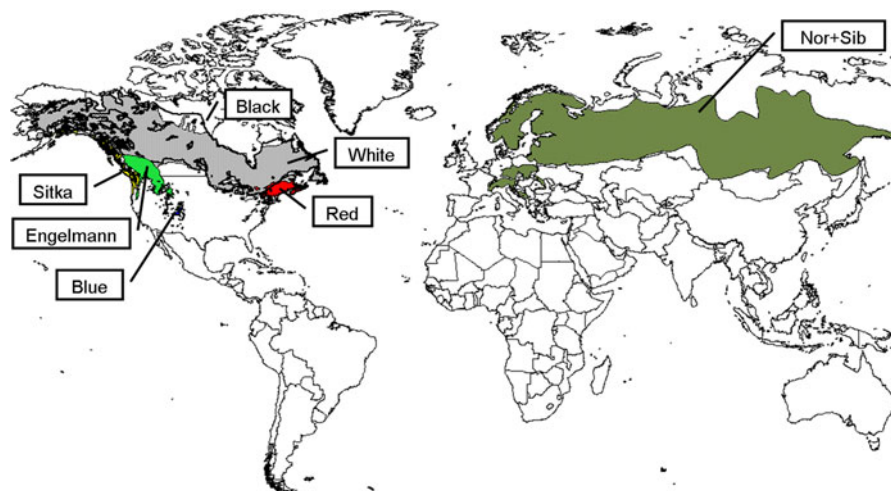 Nor+Sib
Black
White
Sitka
Red
Engelmann
Blue